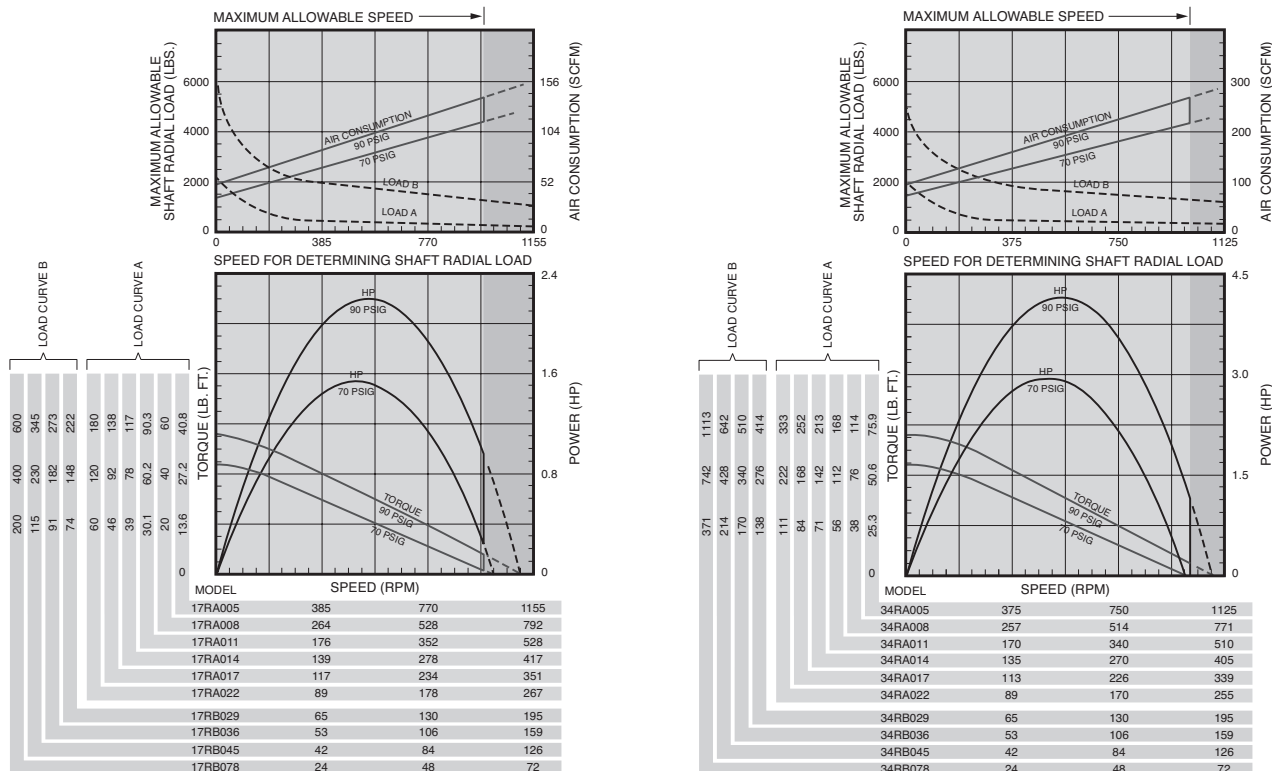 MAXIMUM ALLOWABLE SPEED
MAXIMUM ALLOWABLE
SHAFT RADIAL LOAD (LBS.)
6000
4000
2000
0
156
104
52
0
AIR CONSUMPTION (SCFM)
AIR CONSUMPTION
90 PSIG
70 PSIG
LOAD B
LOAD A
0 385 770 1155
SPEED FOR DETERMINING SHAFT RADIAL LOAD
LOAD CURVE B
LOAD CURVE A
600 345 273 222 180 138 117 90.3 60 40.8
400 230 182 148 120 92 78 60.2 40 27.2
200 115 91 74 60 46 39 30.1 20 13.6
0
TORQUE (LB. FT.)
HP
90 PSIG
HP
70 PSIG
TORQUE
90 PSIG
70 PSIG
2.4
1.6
0.8
0
POWER (HP)
MODEL SPEED (RPM)
17RA005 385 770 1155
17RA008 264 528 792
17RA011 176 352 528
17RA014 139 278 417
17RA017 117 234 351
17RA022 89 178 267
17RB029 65 130 195
17RB036 53 106 159
17RB045 42 84 126
17RB078 24 48 72
MAXIMUM ALLOWABLE SPEED
MAXIMUM ALLOWABLE
SHAFT RADIAL LOAD (LBS.)
6000
4000
2000
0
300
200
100
0
AIR CONSUMPTION (SCFM)
AIR CONSUMPTION
90 PSIG
70 PSIG
LOAD B
LOAD A
0 375 750 1125
SPEED FOR DETERMINING SHAFT RADIAL LOAD
LOAD CURVE B
LOAD CURVE A
1113 642 510 414 333 252 213 168 114 75.9
742 428 340 276 222 168 142 112 76 50.6
371 214 170 138 111 84 71 56 38 25.3
0
TORQUE (LB. FT.)
HP
90 PSIG
HP
70 PSIG
TORQUE
90 PSIG
70 PSIG
4.5
3.0
1.5
0
POWER (HP)
MODEL SPEED (RPM)
34RA005 375 750 1125
34RA008 257 514 771
34RA011 170 340 510
34RA014 135 270 405
34RA017 113 226 339
34RA022 89 170 255
34RB029 65 130 195
34RB036 53 106 159
34RB045 42 84 126
34RB078 24 48 72